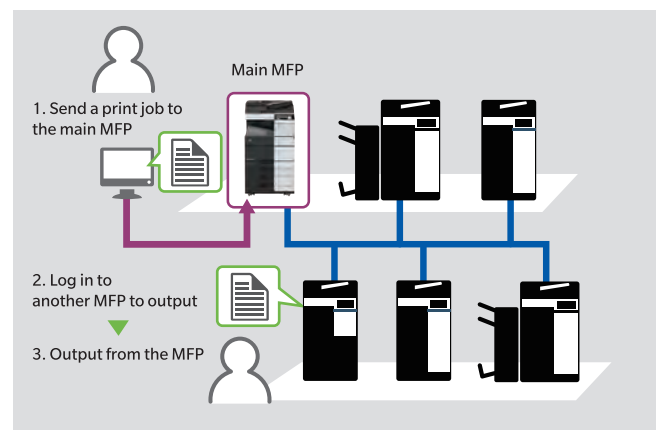 Main MFP
1. Send a print job to
the main MFP
2. Log in to
another MFP to output
3. Output from the MFP